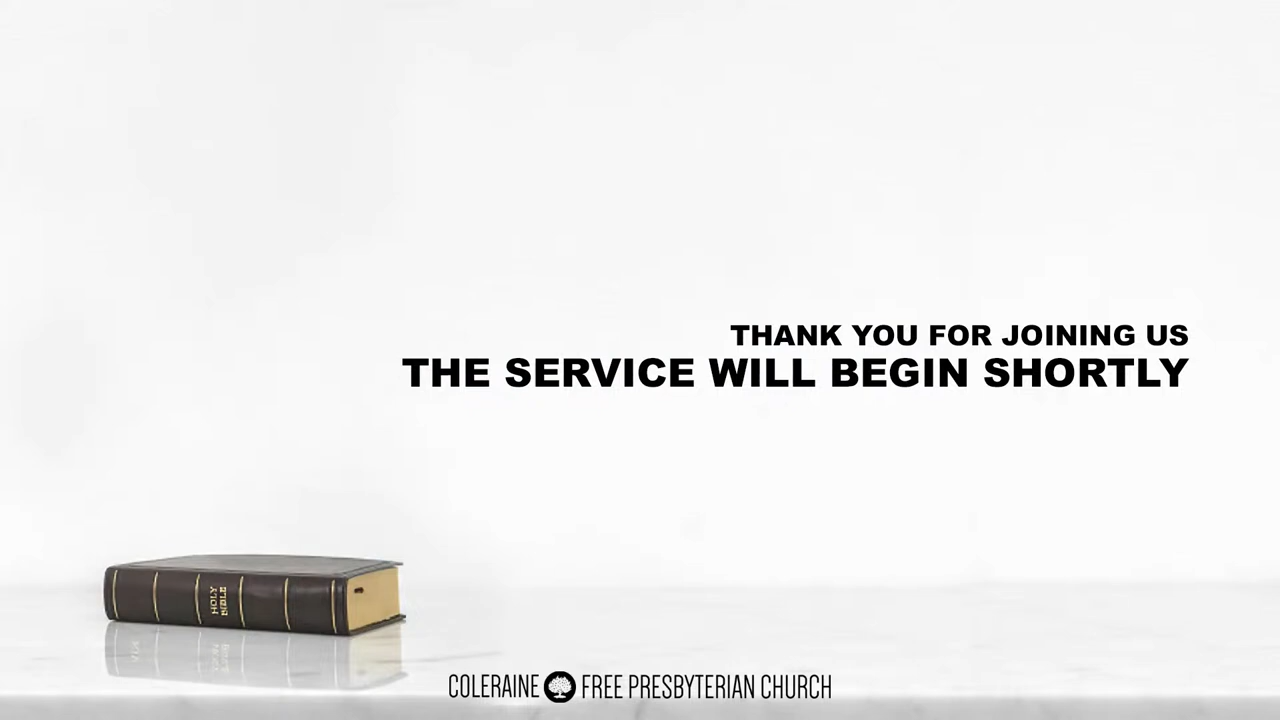 THANK YOU FOR JOINING US
THE SERVICE WILL BEGIN SHORTLY
HOLY
BIBLE
COLERAINE FREE PRESBYTERIAN CHURCH